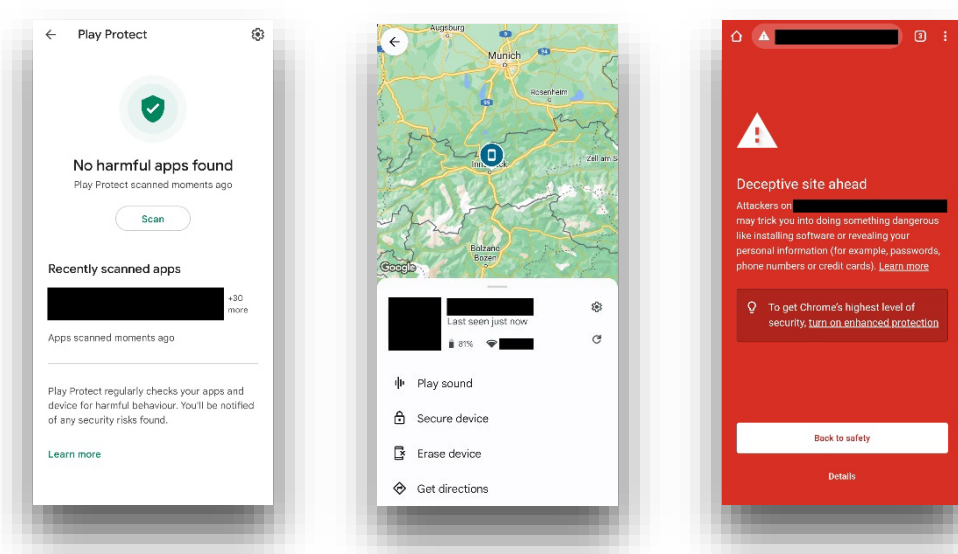 Play Protect
No harmful apps found
Play Protect scanned moments ago
Scan
Recently scanned apps
+30
more
Apps scanned moments ago
Play Protect regularly checks your apps and
device for harmful behaviour. You'll be notified
of any security risks found.
Learn more
Augsburg
Munich
Rosenheim
Zell am S
Bolzano
Bozen
Google
Last seen just now
81%
Play sound
Secure device
Erase device
Get directions
3
Deceptive site ahead
Attackers on
may trick you into doing something dangerous
like installing software or revealing your
personal information (for example, passwords,
phone numbers or credit cards). Learn more
To get Chrome's highest level of
security, turn on enhanced protection
Back to safety
Details